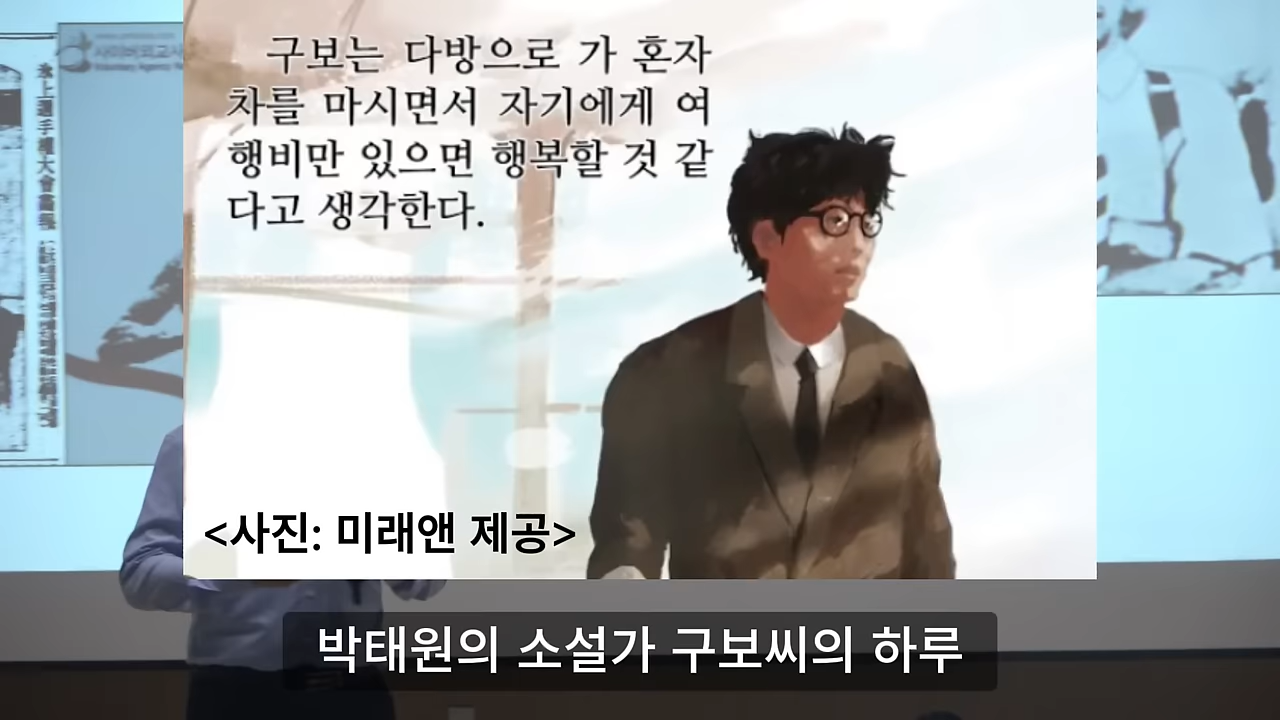 구보는 다방으로 가 혼자
차를 마시면서 자기에게 여
행비만 있으면 행복할 것 같
다고 생각한다.
<사진: 미래앤 제공>
박태원의 소설가 구보씨의 하루